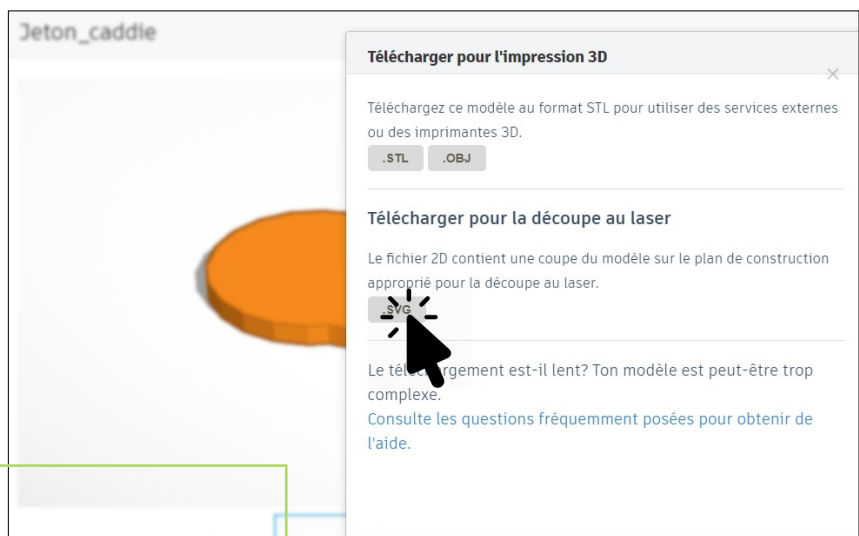 Jeton_caddie
Télécharger pour l'impression 3D
Téléchargez ce modèle au format STL pour utiliser des services externes
ou des imprimantes 3D.
.STL .OBJ
Télécharger pour la découpe au laser
Le fichier 2D contient une coupe du modèle sur le plan de construction
approprié pour la découpe au laser.
.SVG
Le téléchargement est-il lent? Ton modèle est peut-être trop
complexe.
Consulte les questions fréquemment posées pour obtenir de
l'aide.